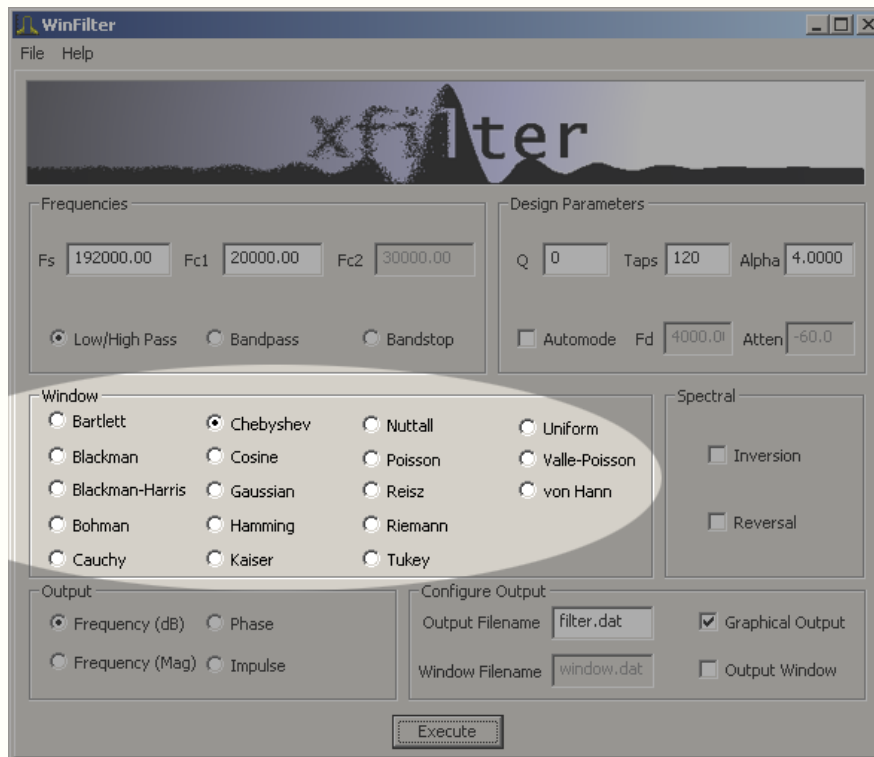 WinFilter
File Help
xfilter
Frequencies
Fs 192000.00 Fc1 20000.00 Fc2 30000.00
Low/High Pass Bandpass Bandstop
Design Parameters
Q 0 Taps 120 Alpha 4.0000
Automode Fd 4000.0 Atten -60.0
Window
Bartlett Chebyshev Nuttall Uniform
Blackman Cosine Poisson Valle-Poisson
Blackman-Harris Gaussian Reisz von Hann
Bohman Hamming Riemann
Cauchy Kaiser Tukey
Spectral
Inversion
Reversal
Output
Frequency (dB) Phase
Frequency (Mag) Impulse
Configure Output
Output Filename filter.dat Graphical Output
Window Filename window.dat Output Window
Execute